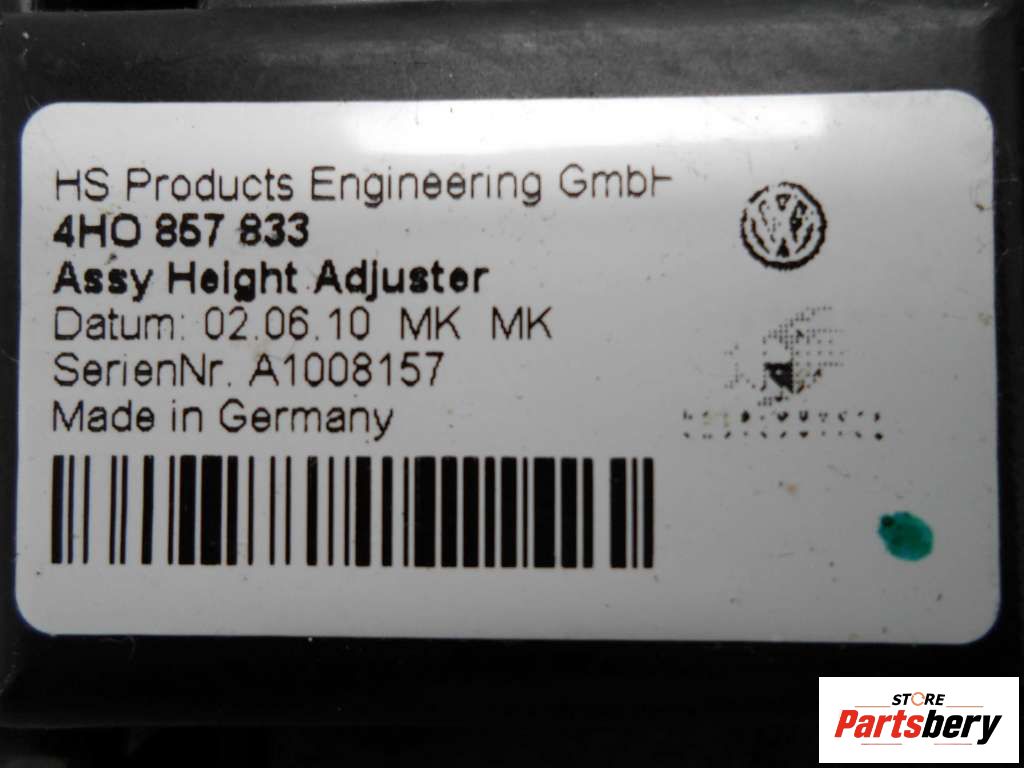 HS Products Engineering GmbH
4H0 857 833
Assy Height Adjuster
Datum: 02.06.10 MK MK
SerienNr. A1008157
Made in Germany
STORE
Partsbery